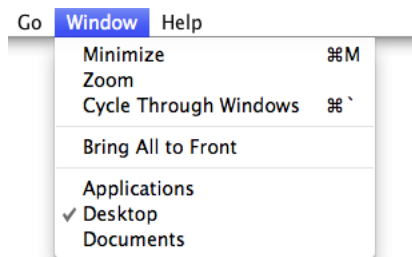 Go Window Help
Minimize ⌘M
Zoom
Cycle Through Windows ⌘`
Bring All to Front
Applications
✓ Desktop
Documents